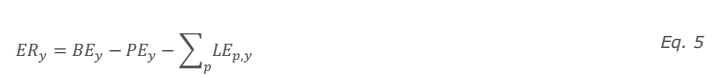 𝐸𝑅_𝑦 = 𝐵𝐸_𝑦 − 𝑃𝐸_𝑦 − ∑_𝑝 𝐿𝐸_{𝑝,𝑦} Eq. 5